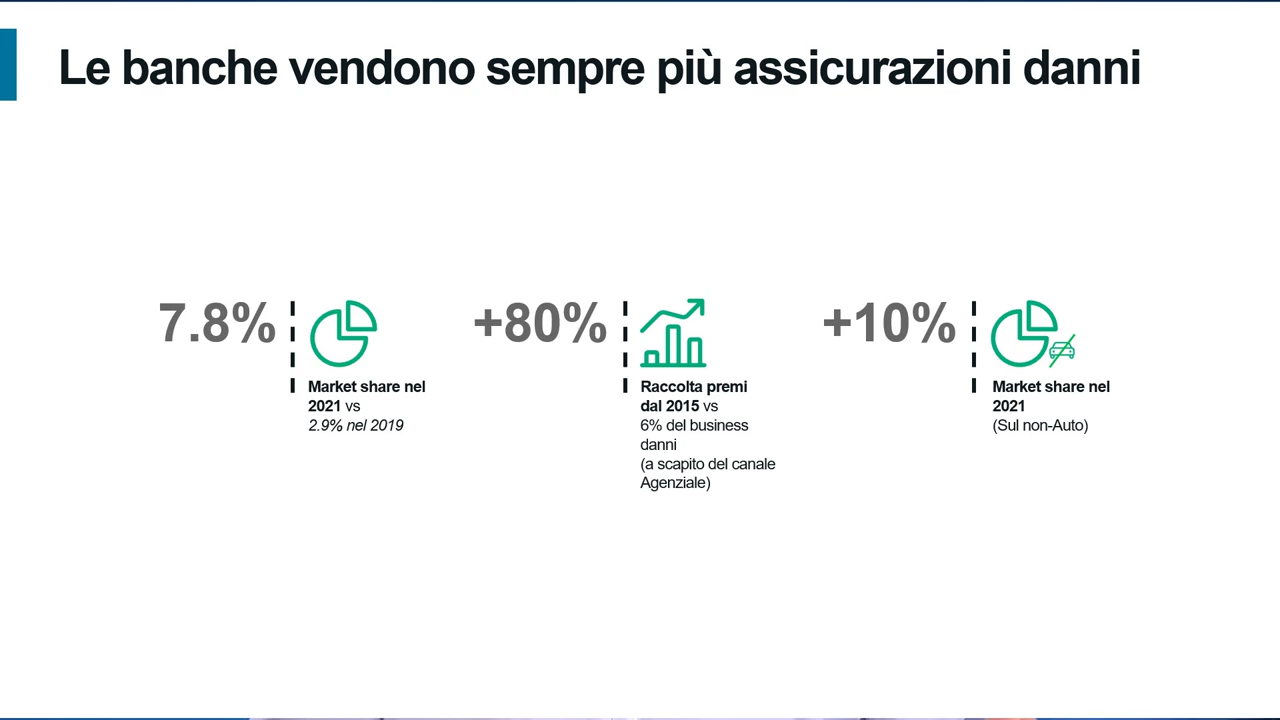 Le banche vendono sempre più assicurazioni danni
7.8%
Market share nel
2021 vs
2.9% nel 2019
+80%
Raccolta premi
dal 2015 vs
6% del business
danni
(a scapito del canale
Agenziale)
+10%
Market share nel
2021
(Sul non-Auto)